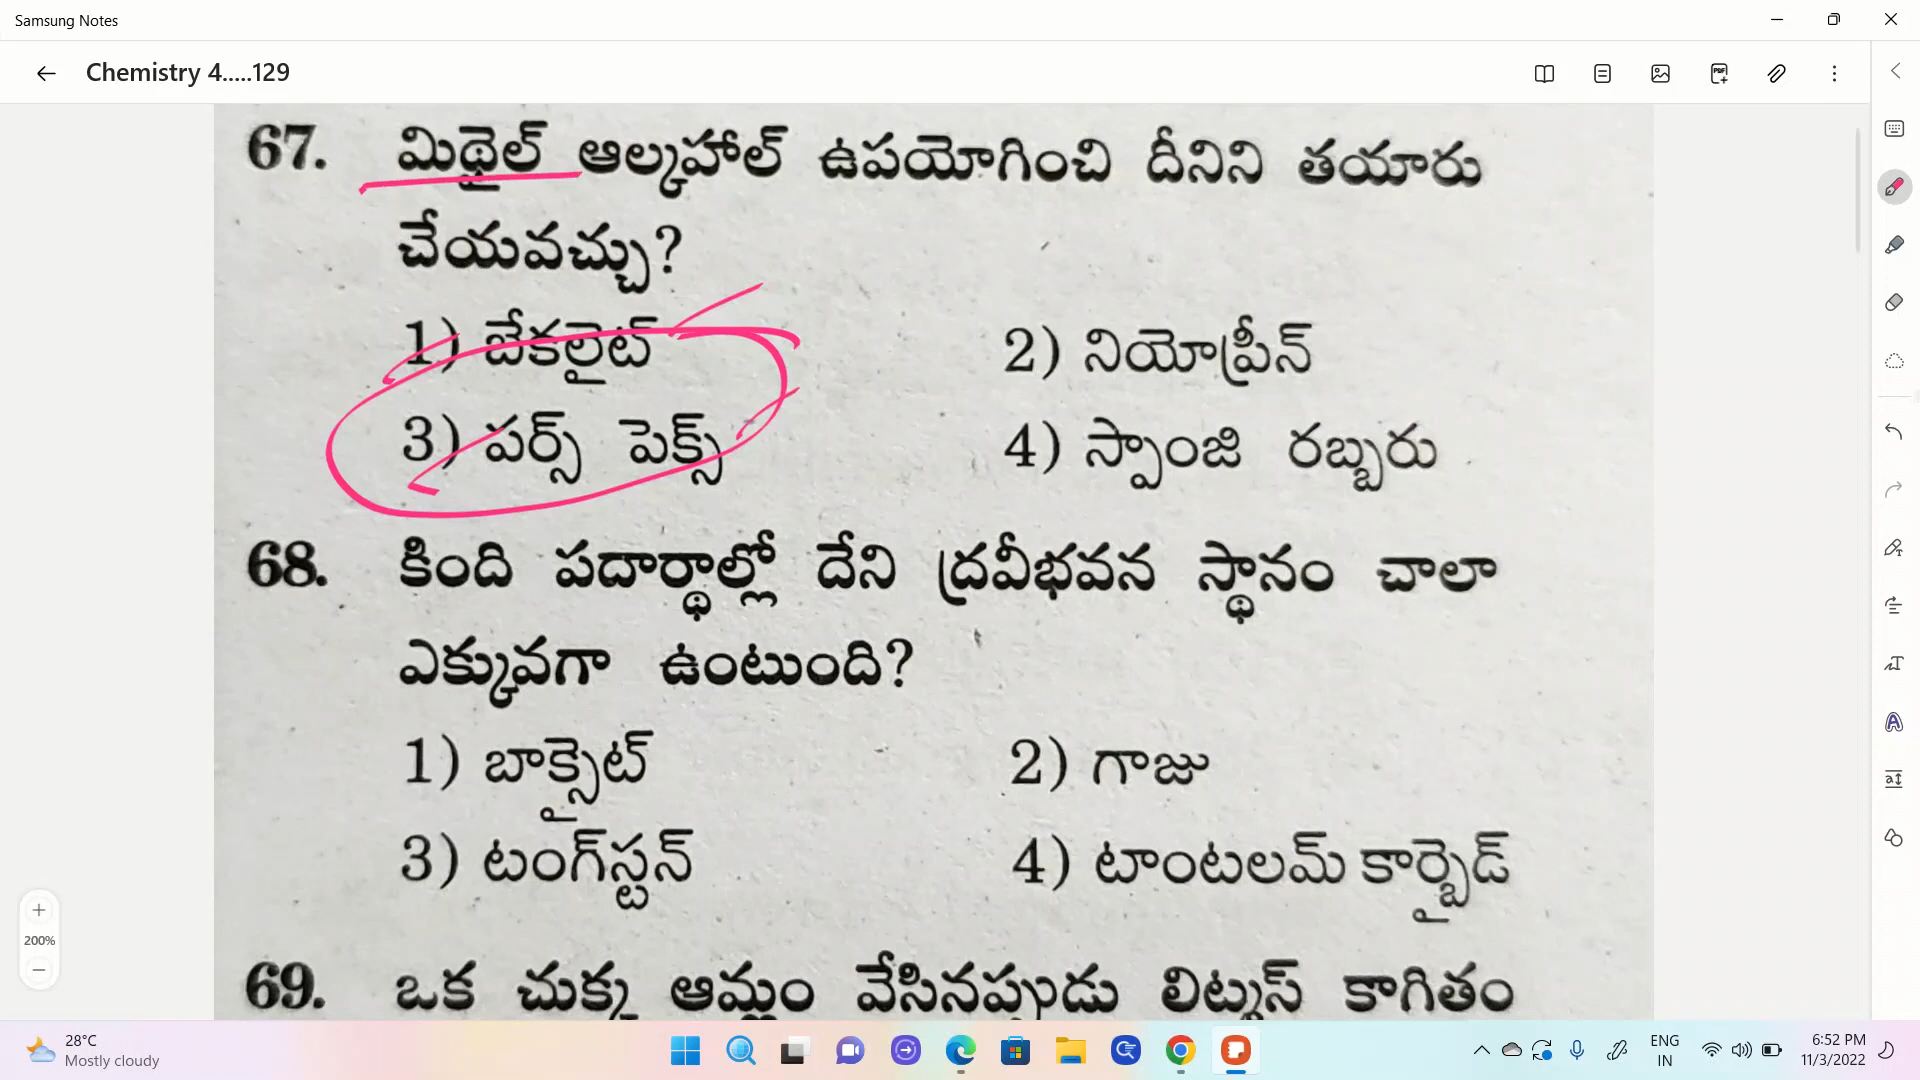 Samsung Notes
Chemistry 4.....129
67. మిథైల్ ఆల్కహాల్ ఉపయోగించి దీనిని తయారు
చేయవచ్చు?
1) బేకలైట్ 2) నియోప్రీన్
3) పర్స్ పెక్స్ 4) స్పాంజి రబ్బరు
68. కింది పదార్థాల్లో దేని ద్రవీభవన స్థానం చాలా
ఎక్కువగా ఉంటుంది?
1) బాక్సైట్ 2) గాజు
3) టంగ్‌స్టన్ 4) టాంటలమ్ కార్బైడ్
69. ఒక చుక్క ఆమ్లం వేసినప్పుడు లిట్మస్ కాగితం
200%
28°C
Mostly cloudy
ENG
IN
6:52 PM
11/3/2022